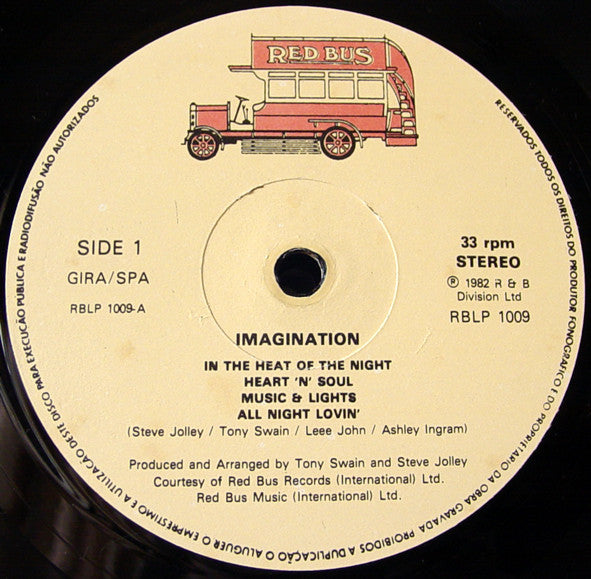 RED BUS
SIDE 1
GIRA/SPA
RBLP 1009-A
33 rpm
STEREO
℗ 1982 R & B
Division Ltd
RBLP 1009
IMAGINATION
IN THE HEAT OF THE NIGHT
HEART 'N' SOUL
MUSIC & LIGHTS
ALL NIGHT LOVIN'
(Steve Jolley / Tony Swain / Leee John / Ashley Ingram)
Produced and Arranged by Tony Swain and Steve Jolley
Courtesy of Red Bus Records (International) Ltd.
Red Bus Music (International) Ltd.
RESERVADOS TODOS OS DIREITOS DO PRODUTOR FONOGRÁFICO E DO PROPRIETÁRIO DA OBRA GRAVADA PROIBIDOS A DUPLICAÇÃO O ALUGUER O EMPRÉSTIMO E A UTILIZAÇÃO DESTE DISCO PARA EXECUÇÃO PÚBLICA E RADIODIFUSÃO NÃO AUTORIZADOS